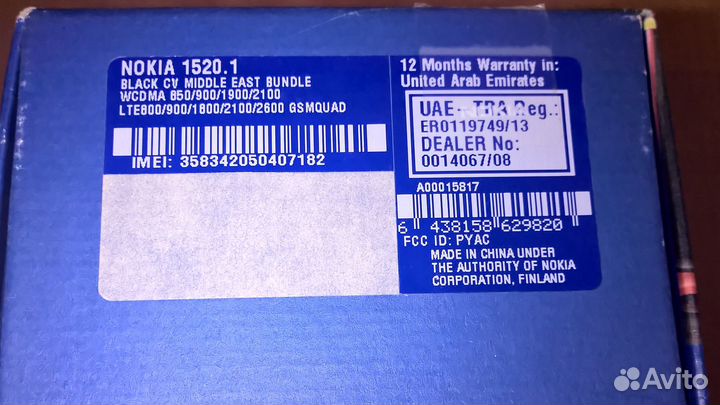 NOKIA 1520.1
BLACK CV MIDDLE EAST BUNDLE
WCDMA 850/900/1900/2100
LTE800/900/1800/2100/2600 GSMQUAD
IMEI: 358342050407182
12 Months Warranty in:
United Arab Emirates
UAE- TRA Reg.:
ER0119749/13
DEALER No:
0014067/08
A00015817
6 438158 629820
FCC ID: PYAC
MADE IN CHINA UNDER
THE AUTHORITY OF NOKIA
CORPORATION, FINLAND
Avito